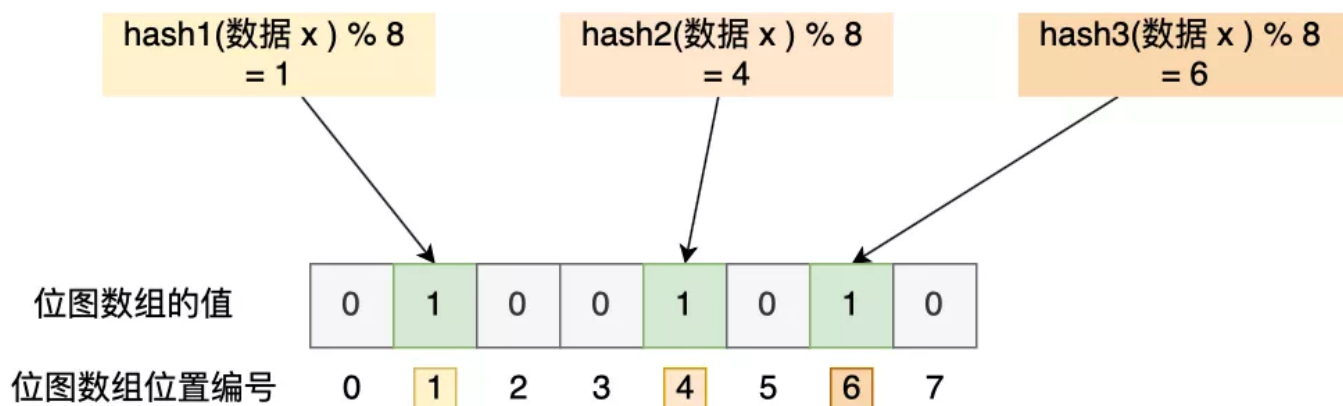 hash1(数据 x ) % 8
= 1
hash2(数据 x ) % 8
= 4
hash3(数据 x ) % 8
= 6
位图数组的值 0 1 0 0 1 0 1 0
位图数组位置编号 0 1 2 3 4 5 6 7